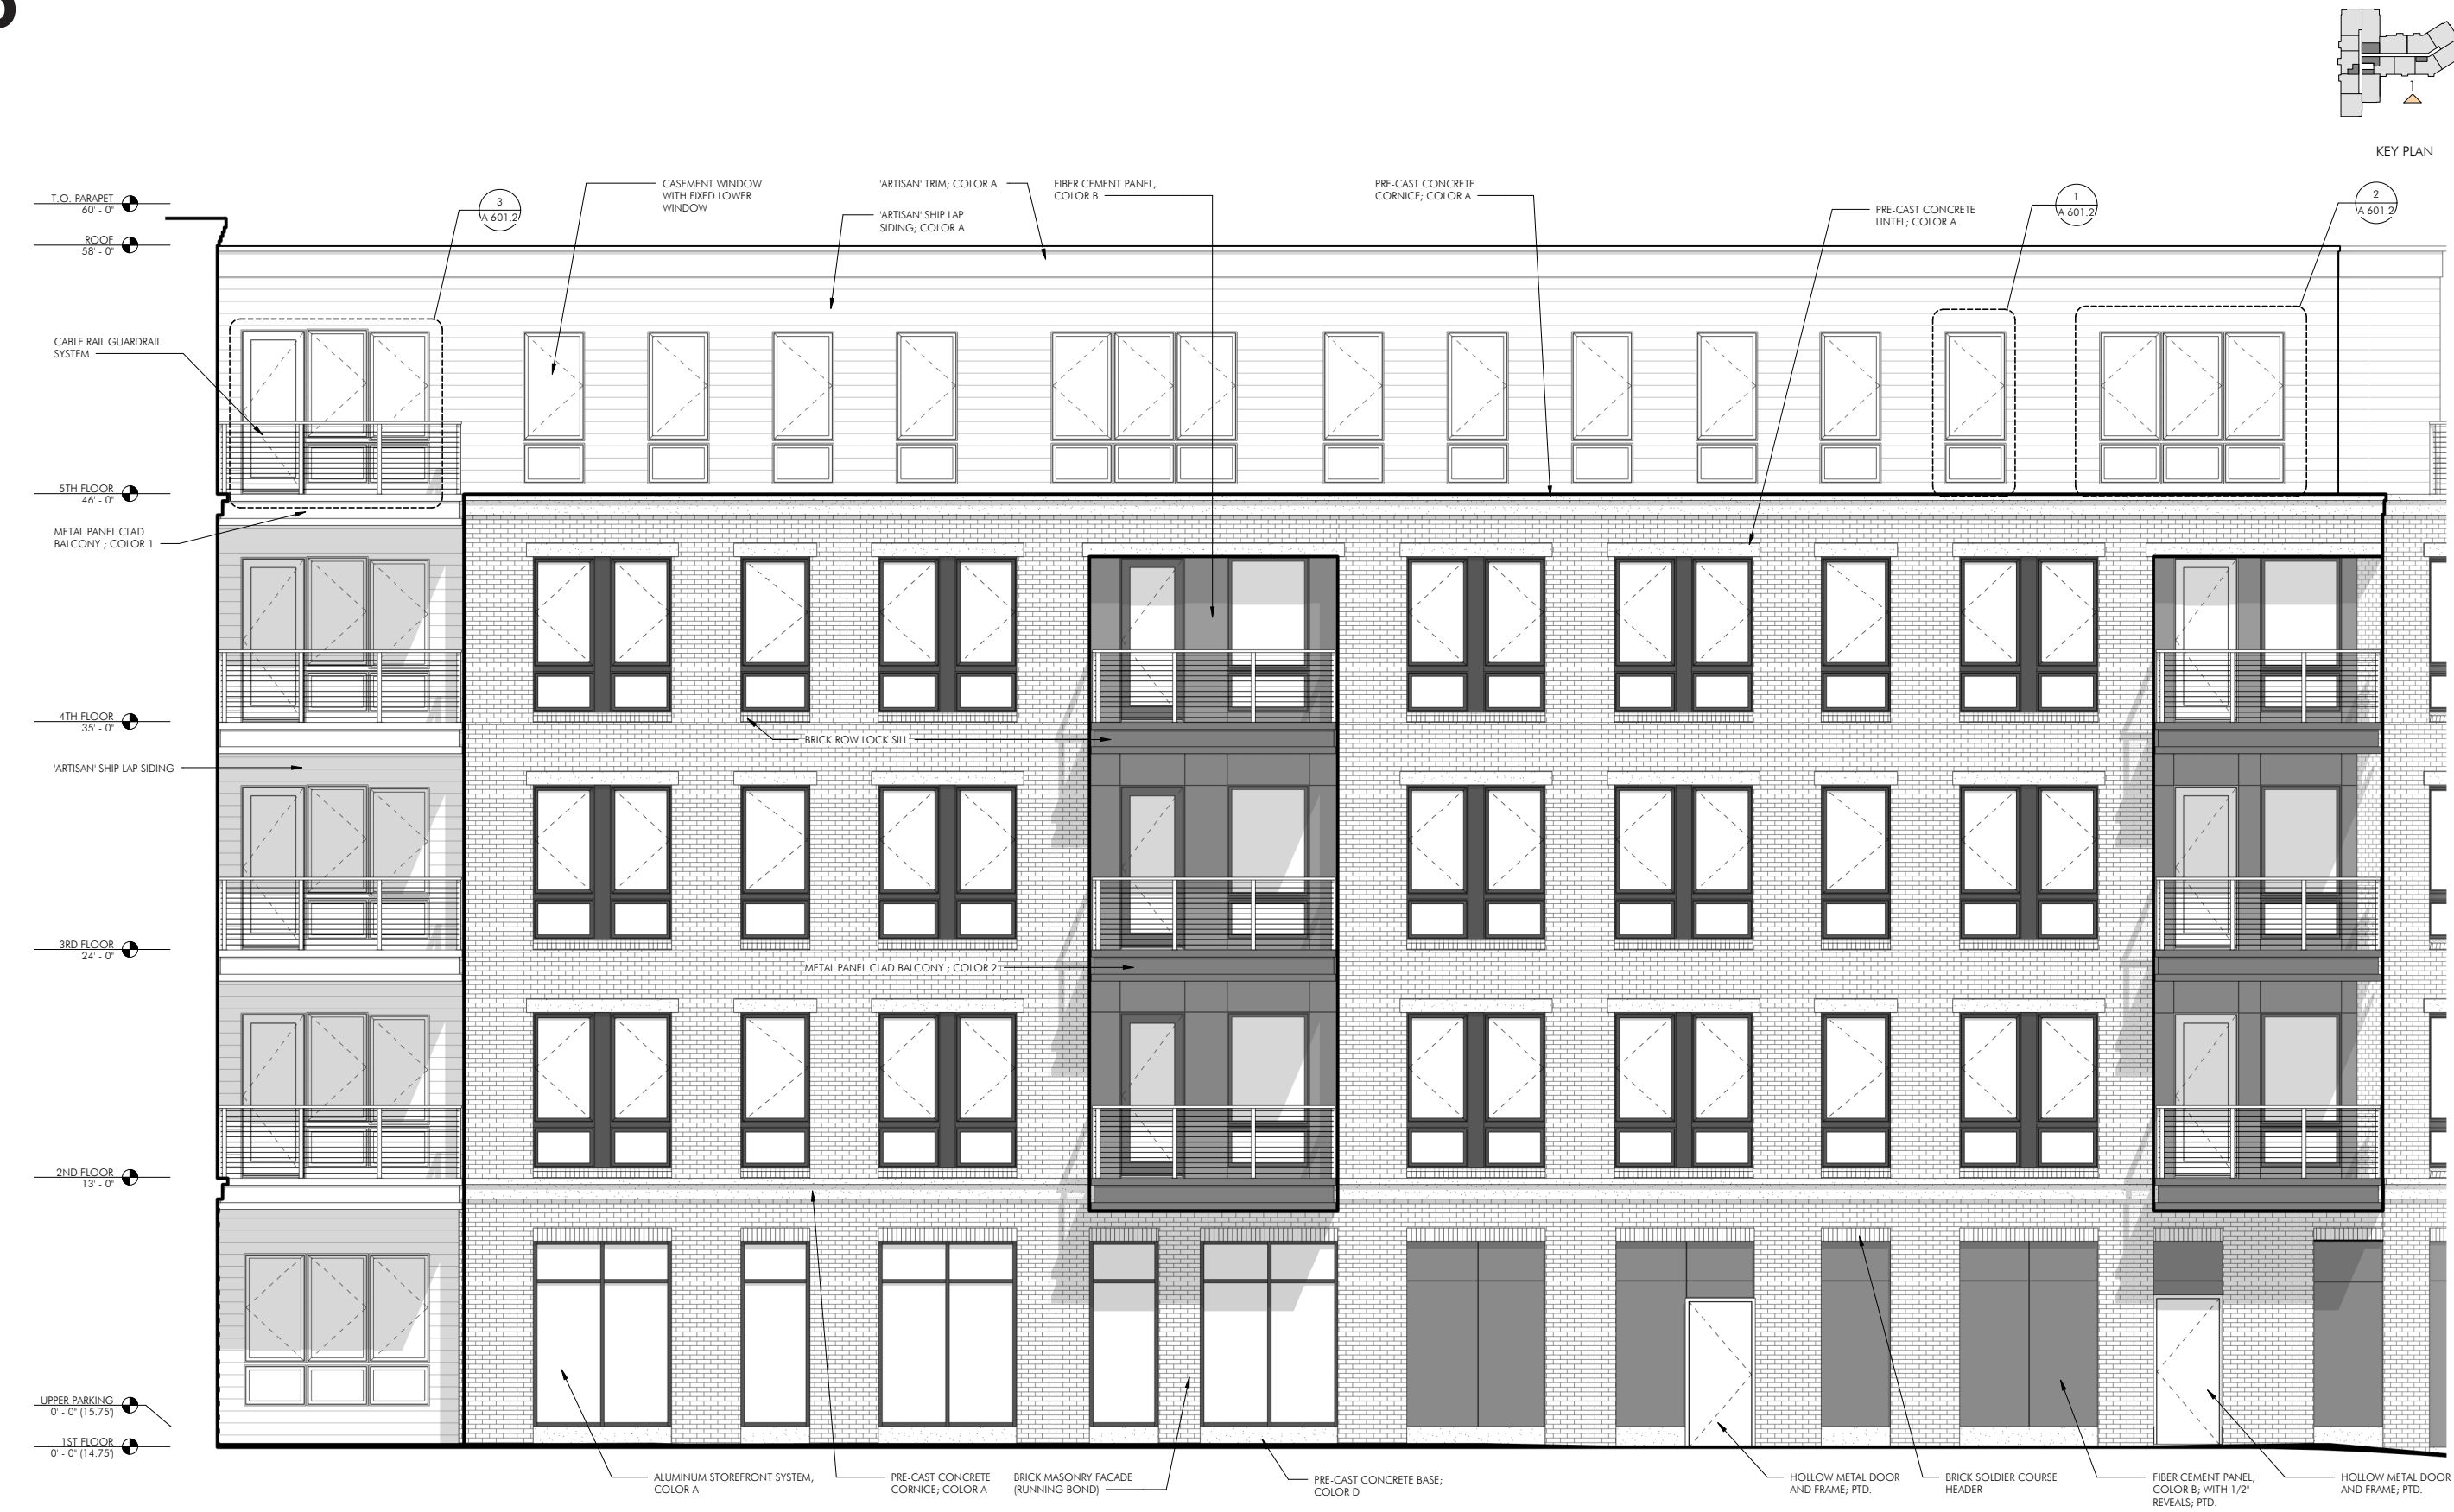 1
KEY PLAN
T.O. PARAPET
60' - 0"
ROOF
58' - 0"
3
A 601.2
CASEMENT WINDOW
WITH FIXED LOWER
WINDOW
'ARTISAN' TRIM; COLOR A
'ARTISAN' SHIP LAP
SIDING; COLOR A
FIBER CEMENT PANEL,
COLOR B
PRE-CAST CONCRETE
CORNICE; COLOR A
PRE-CAST CONCRETE
LINTEL; COLOR A
1
A 601.2
2
A 601.2
CABLE RAIL GUARDRAIL
SYSTEM
5TH FLOOR
46' - 0"
METAL PANEL CLAD
BALCONY ; COLOR 1
4TH FLOOR
35' - 0"
BRICK ROW LOCK SILL
'ARTISAN' SHIP LAP SIDING
3RD FLOOR
24' - 0"
METAL PANEL CLAD BALCONY ; COLOR 2
2ND FLOOR
13' - 0"
UPPER PARKING
0' - 0" (15.75')
1ST FLOOR
0' - 0" (14.75')
ALUMINUM STOREFRONT SYSTEM;
COLOR A
PRE-CAST CONCRETE
CORNICE; COLOR A
BRICK MASONRY FACADE
(RUNNING BOND)
PRE-CAST CONCRETE BASE;
COLOR D
HOLLOW METAL DOOR
AND FRAME; PTD.
BRICK SOLDIER COURSE
HEADER
FIBER CEMENT PANEL;
COLOR B; WITH 1/2"
REVEALS; PTD.
HOLLOW METAL DOOR
AND FRAME; PTD.